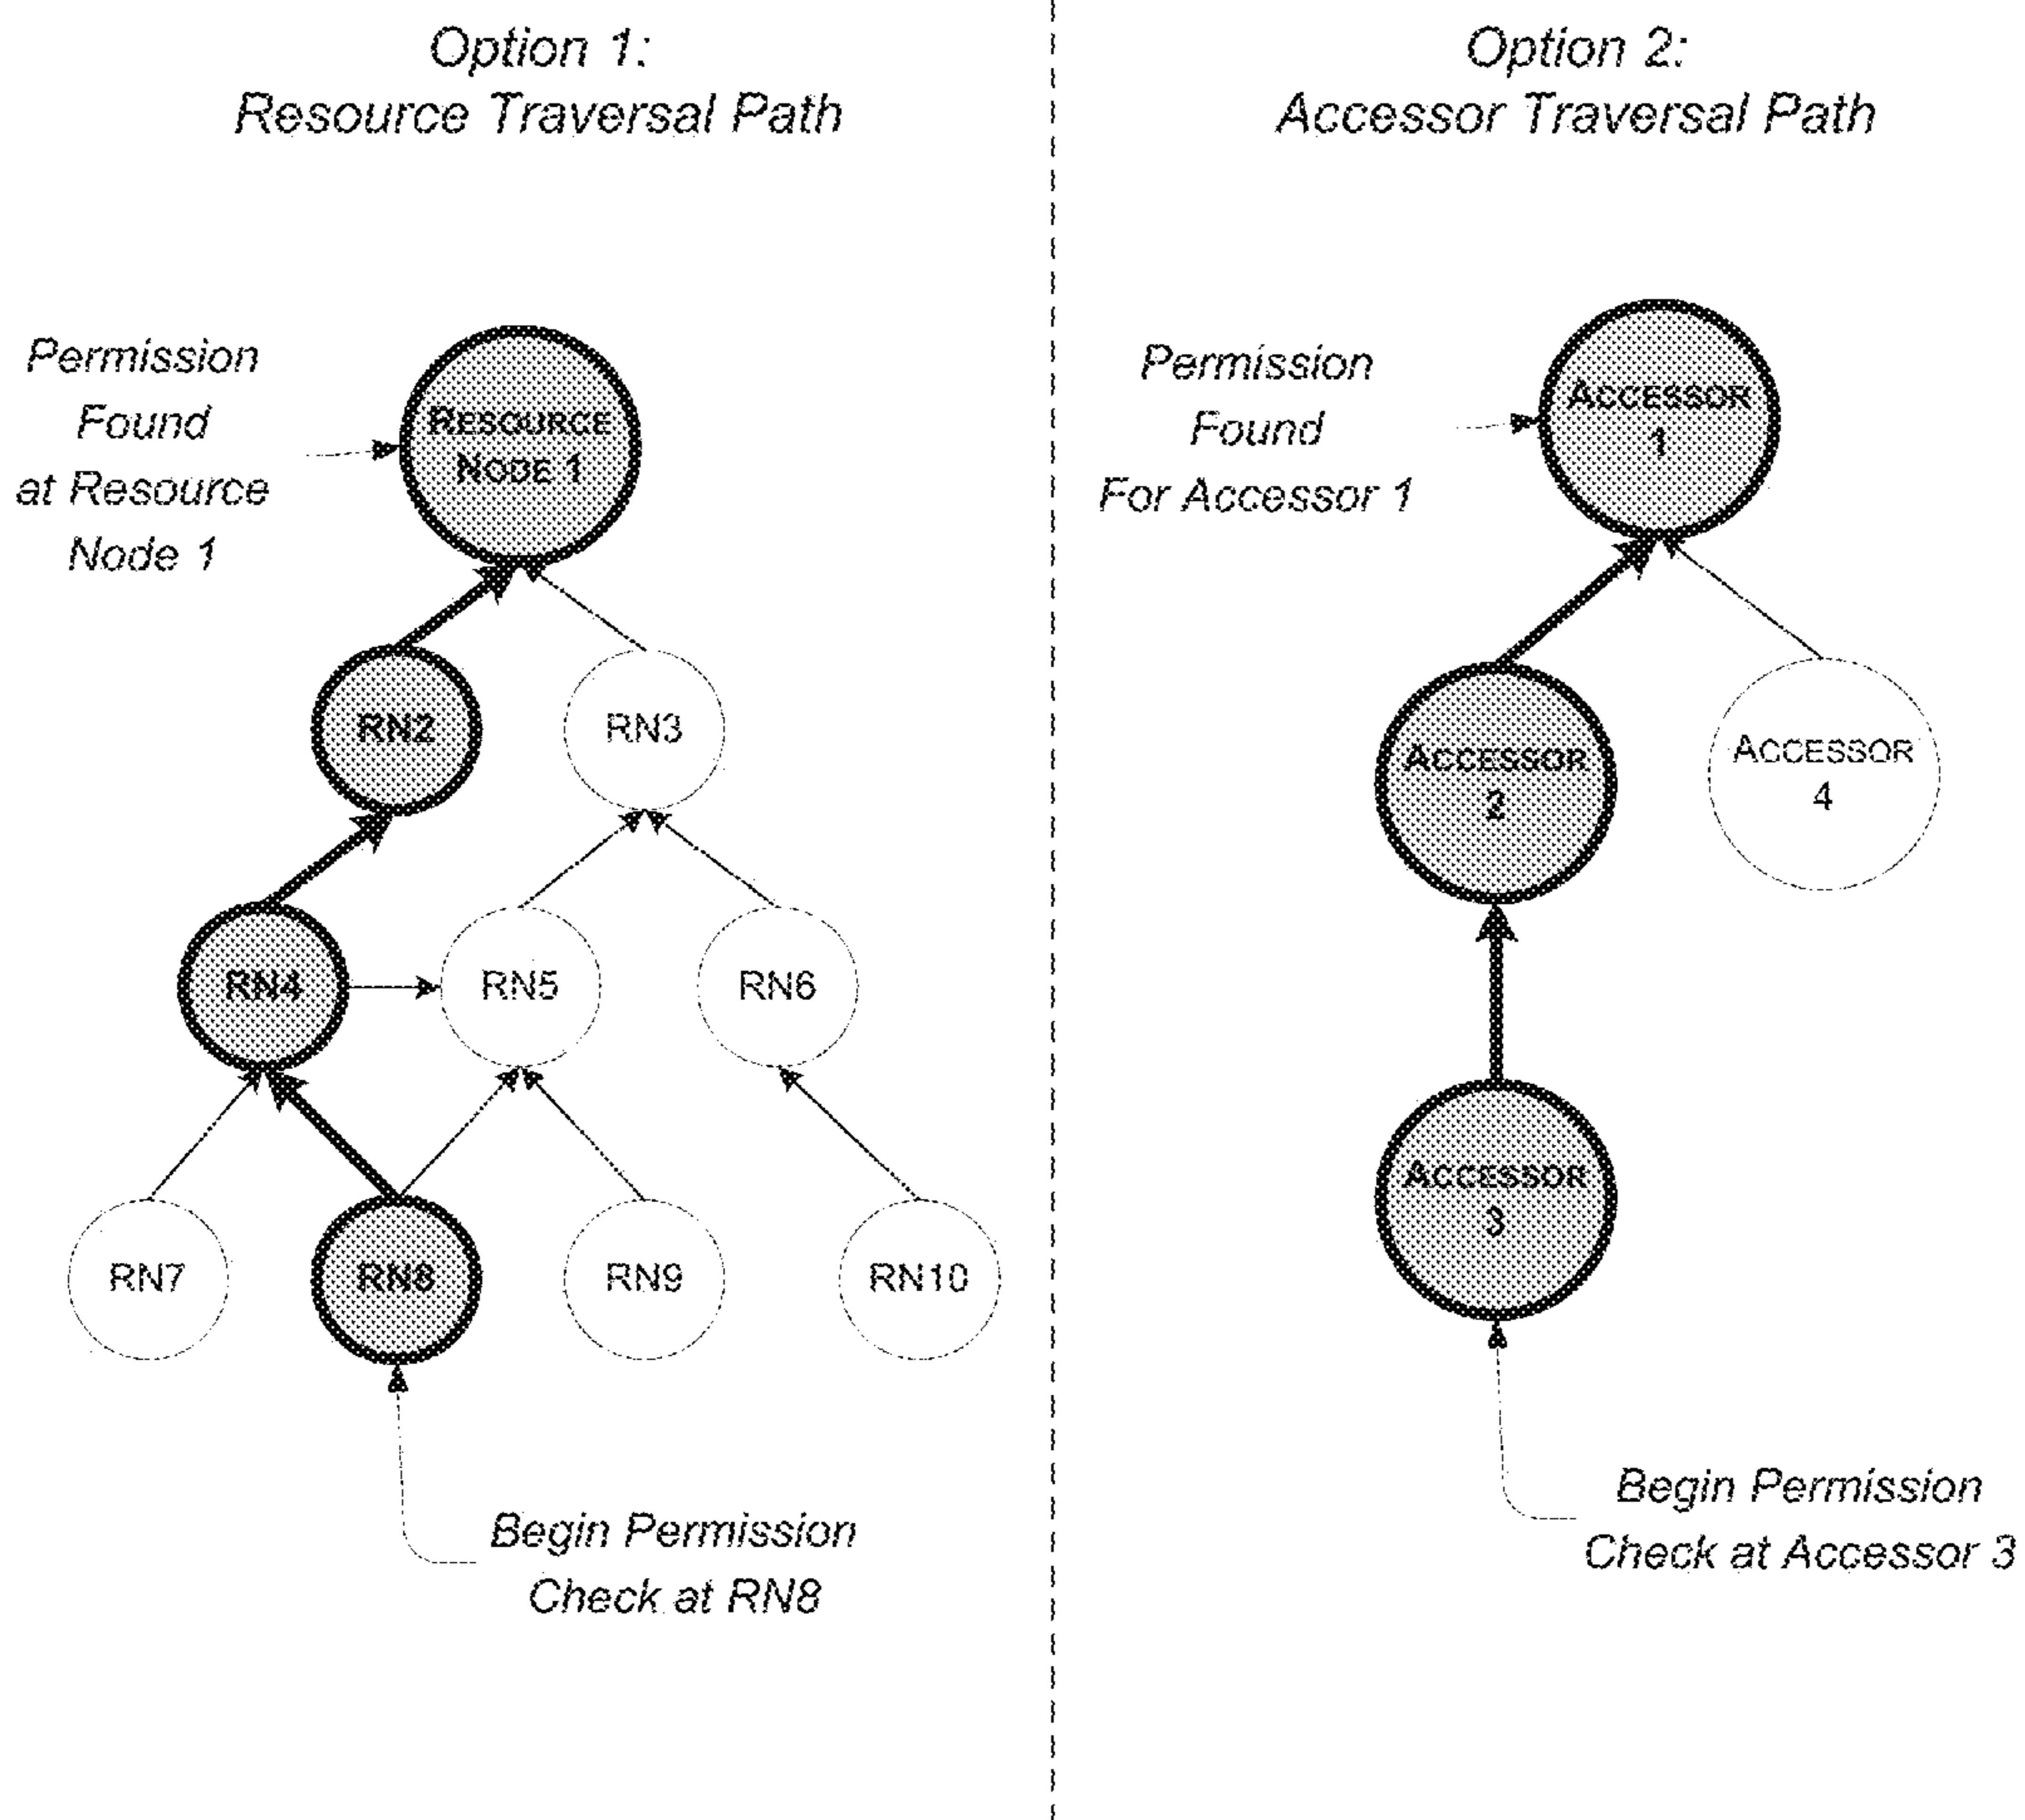 Option 1:
Resource Traversal Path
Permission
Found
at Resource
Node 1
RESOURCE
NODE 1
RN2
RN3
RN4
RN5
RN6
RN7
RN8
RN9
RN10
Begin Permission
Check at RN8
Option 2:
Accessor Traversal Path
Permission
Found
For Accessor 1
ACCESSOR
1
ACCESSOR
2
ACCESSOR
4
ACCESSOR
3
Begin Permission
Check at Accessor 3